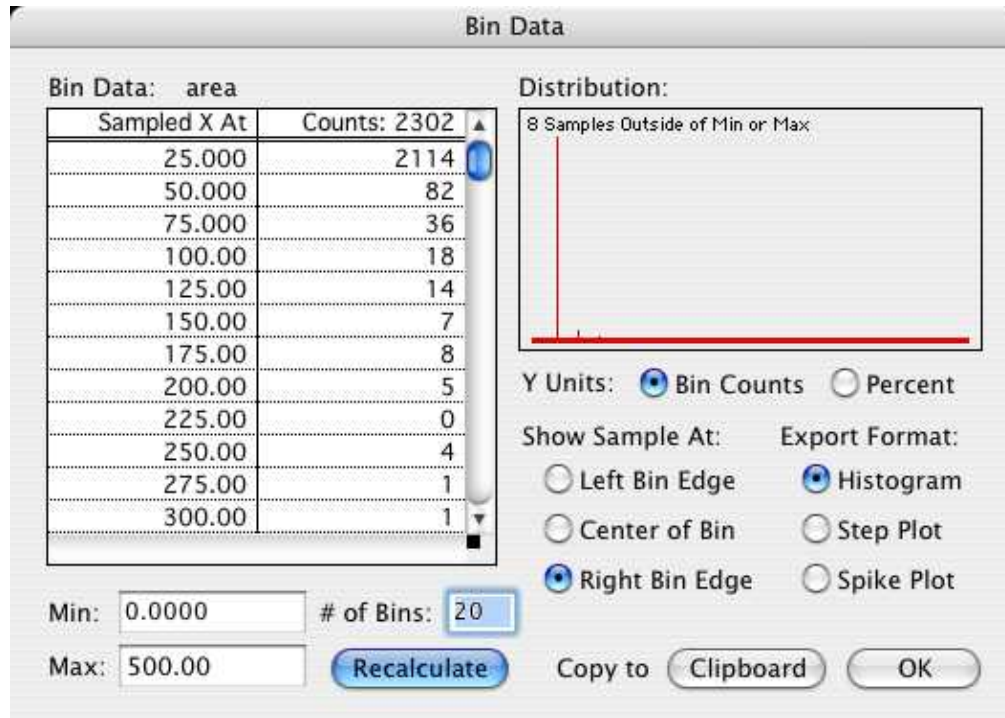 Bin Data
Bin Data: area
Sampled X At Counts: 2302
25.000 2114
50.000 82
75.000 36
100.00 18
125.00 14
150.00 7
175.00 8
200.00 5
225.00 0
250.00 4
275.00 1
300.00 1
Min: 0.0000 # of Bins: 20
Max: 500.00 Recalculate
Distribution:
8 Samples Outside of Min or Max
Y Units: Bin Counts Percent
Show Sample At: Export Format:
Left Bin Edge Histogram
Center of Bin Step Plot
Right Bin Edge Spike Plot
Copy to Clipboard OK